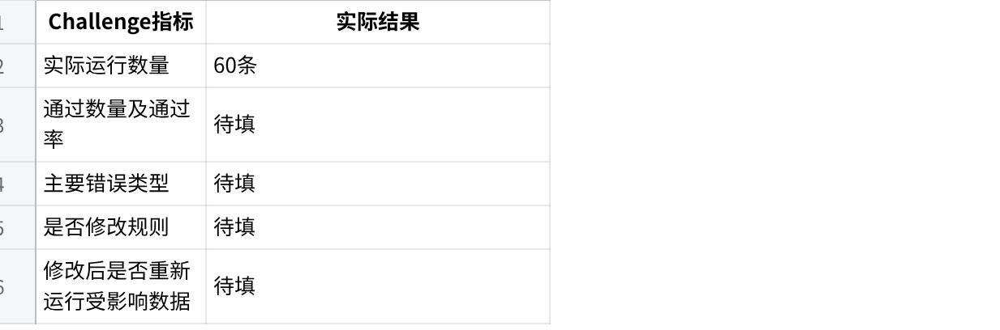 1
Challenge指标
实际结果
2
实际运行数量
60条
3
通过数量及通过
率
待填
4
主要错误类型
待填
5
是否修改规则
待填
6
修改后是否重新
运行受影响数据
待填